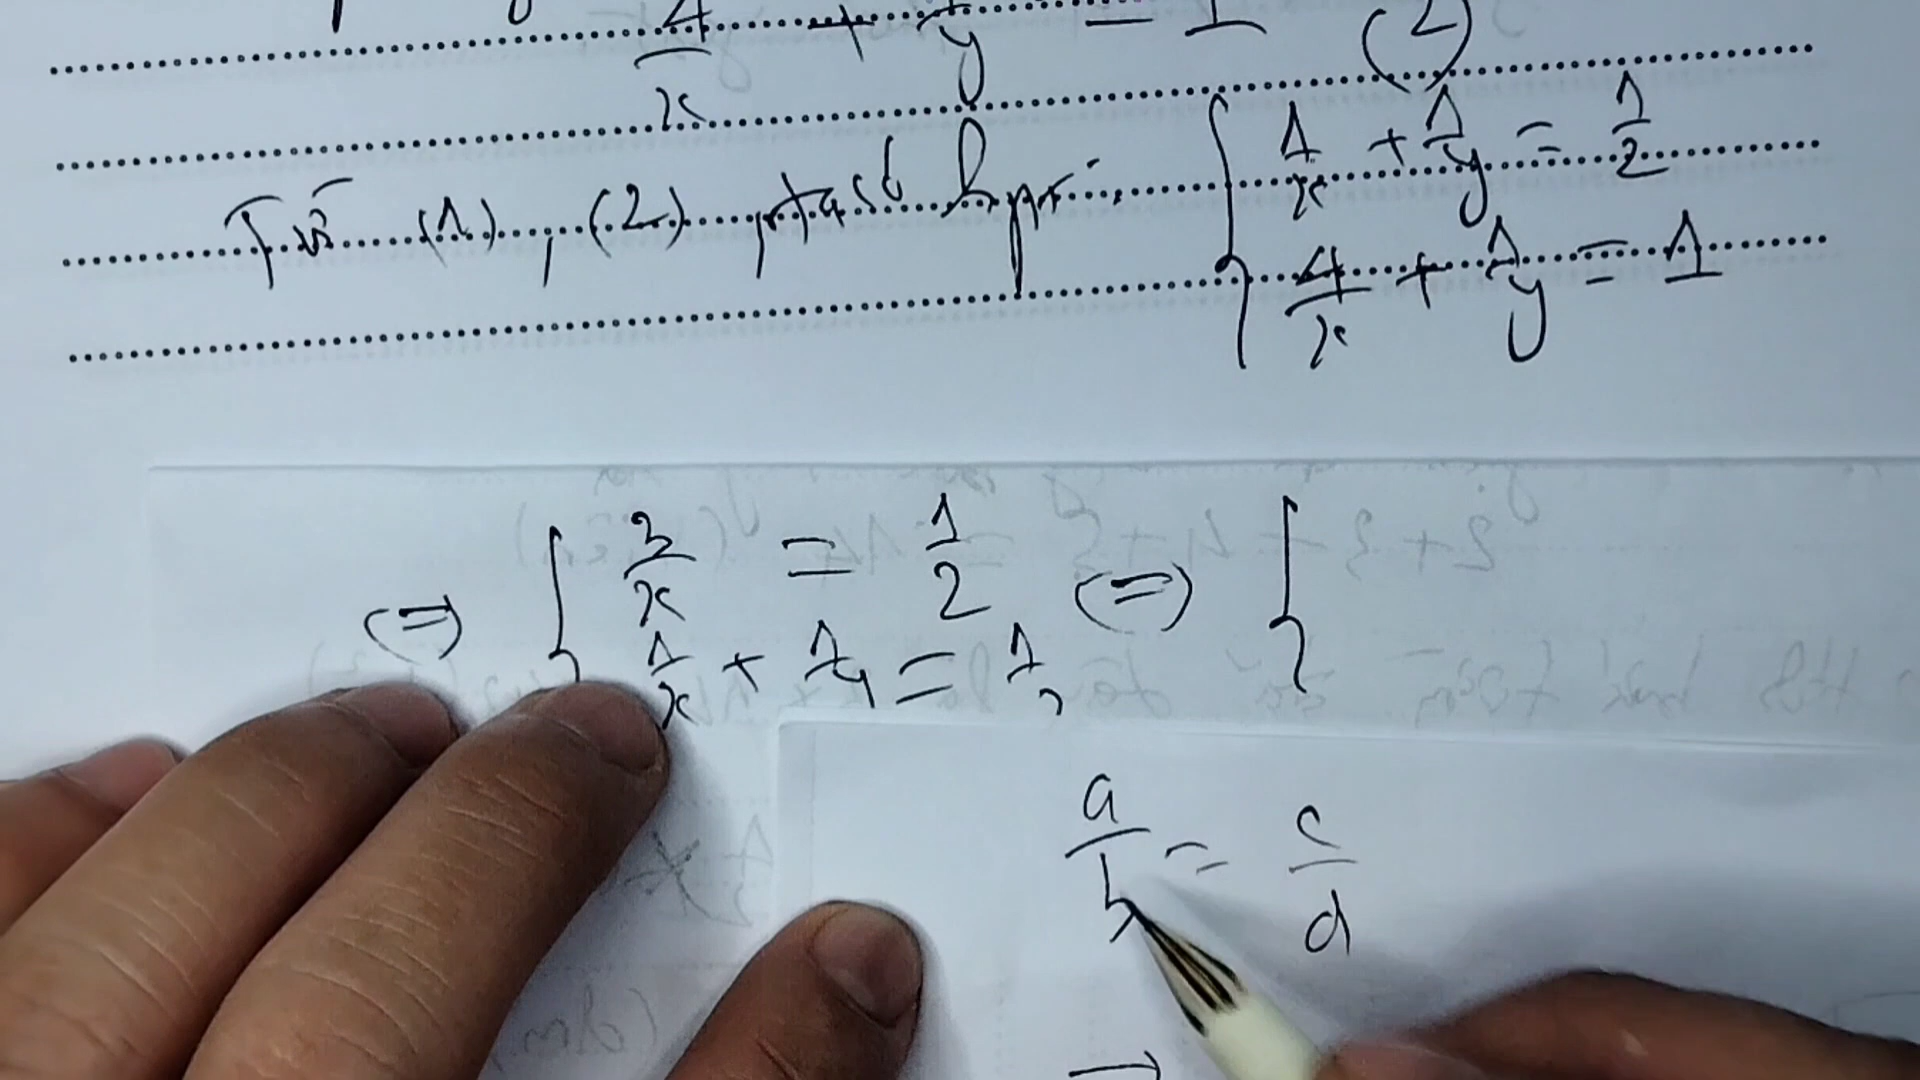 4/x + 1/y = 1 (2)
Từ (1), (2), ta có hpt: { 1/x + 1/y = 1/2
4/x + 1/y = 1
(=) { 3/x = 1/2 (=) {
1/x + 1/y = 1/2
a/b = c/d